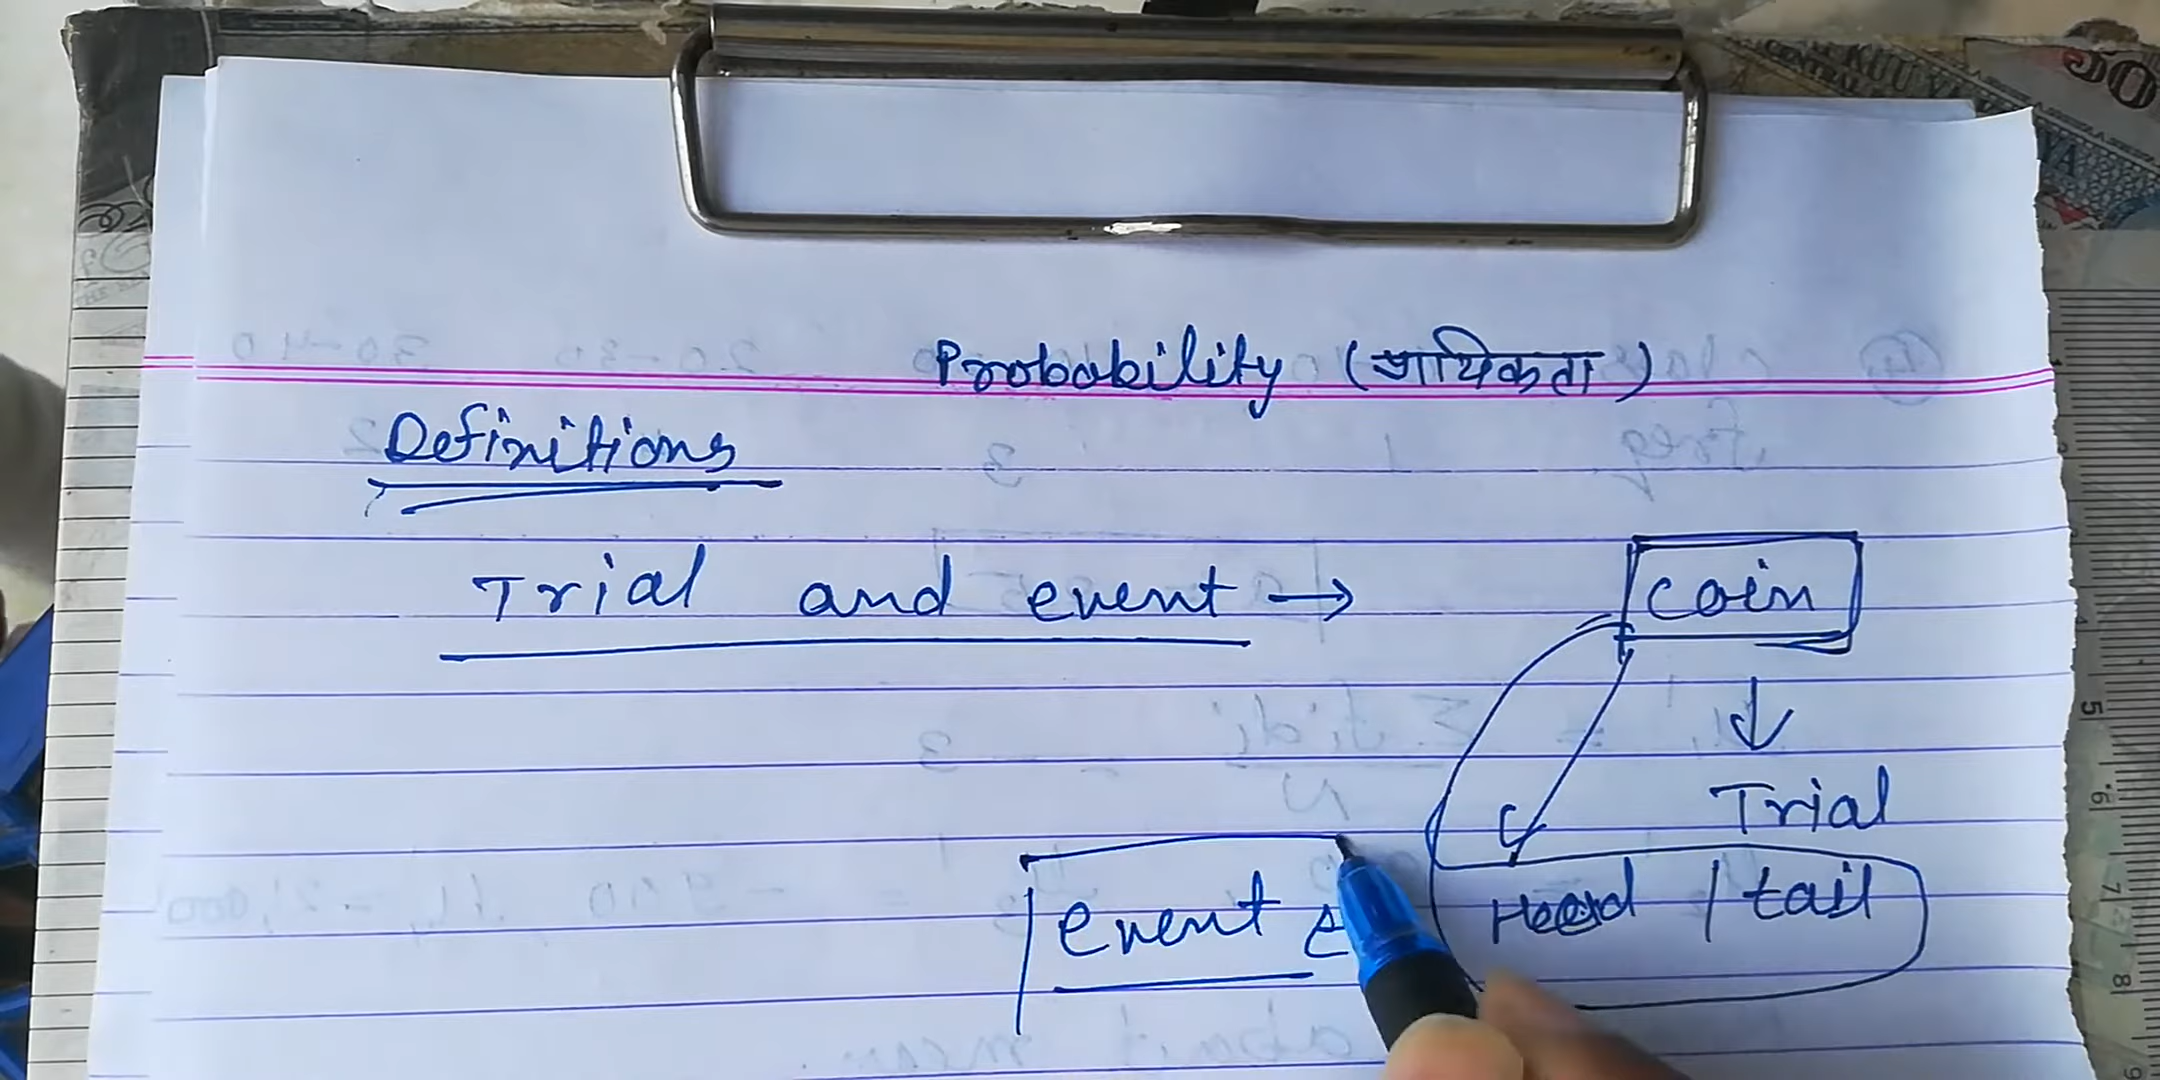 Probability (प्रायिकता)
Definitions
Trial and event → coin
Trial
Head / tail
event